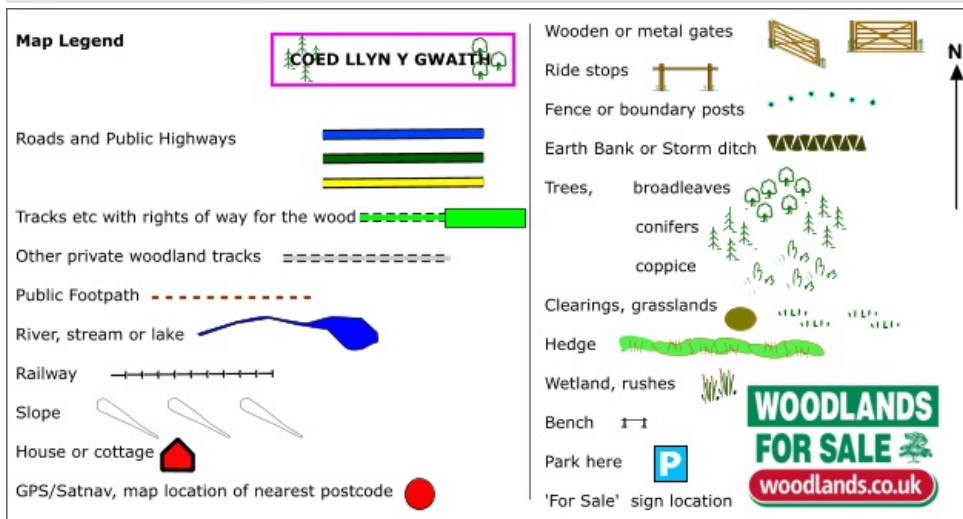 Map Legend
COED LLYN Y GWAITH
Roads and Public Highways
Tracks etc with rights of way for the wood
Other private woodland tracks
Public Footpath
River, stream or lake
Railway
Slope
House or cottage
GPS/Satnav, map location of nearest postcode
Wooden or metal gates
Ride stops
Fence or boundary posts
Earth Bank or Storm ditch
Trees, broadleaves
conifers
coppice
Clearings, grasslands
Hedge
Wetland, rushes
Bench
Park here P
'For Sale' sign location
N
WOODLANDS
FOR SALE
woodlands.co.uk